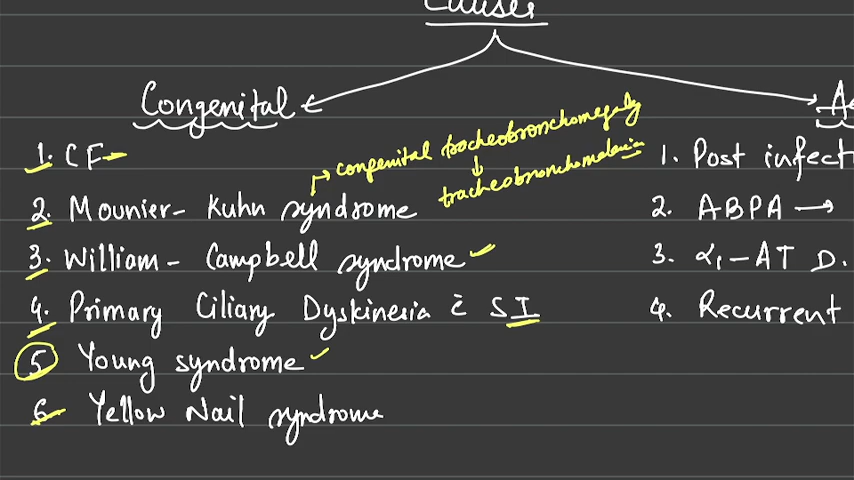 Causes
Congenital
1. CF
congenital tracheobronchomegaly
tracheobronchomalacia
2. Mounier-Kuhn syndrome
3. William-Campbell syndrome
4. Primary Ciliary Dyskinesia c̄ SI
5 Young syndrome
6 Yellow Nail syndrome
1. Post infect
2. ABPA →
3. α1-AT D.
4. Recurrent